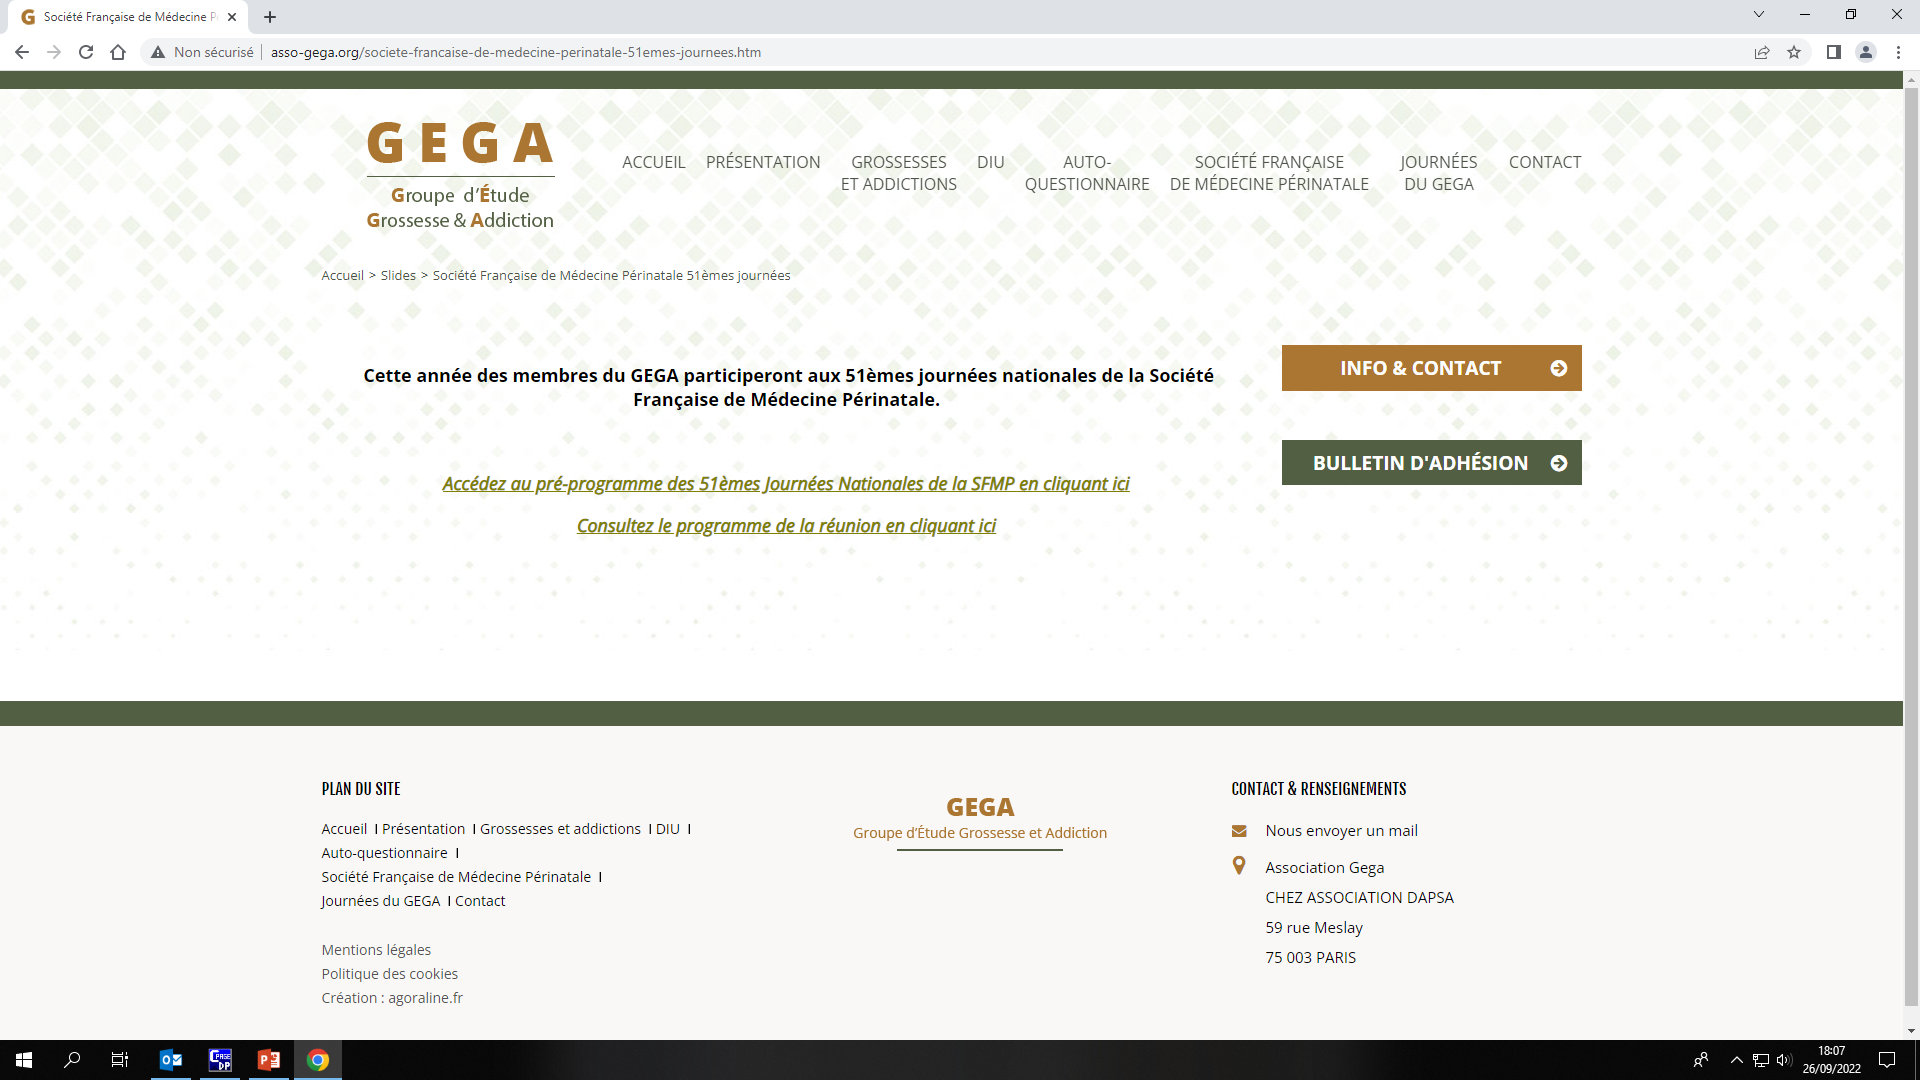 Société Française de Médecine P
Non sécurisé
asso-gega.org/societe-francaise-de-medecine-perinatale-51emes-journees.htm
GEGA
Groupe d'Étude
Grossesse & Addiction
ACCUEIL
PRÉSENTATION
GROSSESSES
ET ADDICTIONS
DIU
AUTO-
QUESTIONNAIRE
SOCIÉTÉ FRANÇAISE
DE MÉDECINE PÉRINATALE
JOURNÉES
DU GEGA
CONTACT
Accueil > Slides > Société Française de Médecine Périnatale 51èmes journées
Cette année des membres du GEGA participeront aux 51èmes journées nationales de la Société
Française de Médecine Périnatale.
Accédez au pré-programme des 51èmes Journées Nationales de la SFMP en cliquant ici
Consultez le programme de la réunion en cliquant ici
INFO & CONTACT
BULLETIN D'ADHÉSION
PLAN DU SITE
Accueil I Présentation I Grossesses et addictions I DIU I
Auto-questionnaire I
Société Française de Médecine Périnatale I
Journées du GEGA I Contact
Mentions légales
Politique des cookies
Création : agoraline.fr
GEGA
Groupe d'Étude Grossesse et Addiction
CONTACT & RENSEIGNEMENTS
Nous envoyer un mail
Association Gega
CHEZ ASSOCIATION DAPSA
59 rue Meslay
75 003 PARIS
18:07
26/09/2022